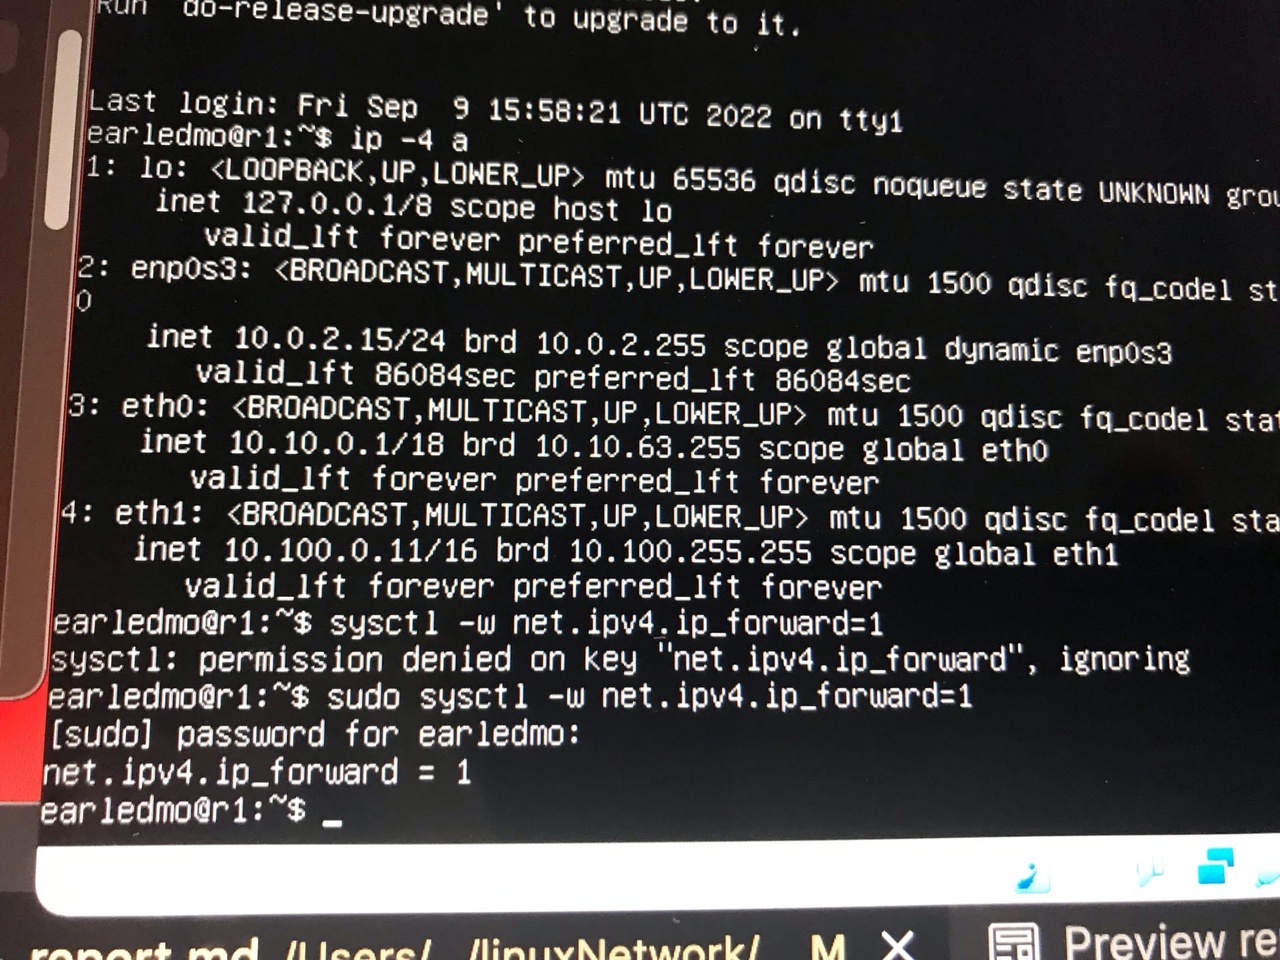 Run 'do-release-upgrade' to upgrade to it.
Last login: Fri Sep  9 15:58:21 UTC 2022 on tty1
earledmo@r1:~$ ip -4 a
1: lo: <LOOPBACK,UP,LOWER_UP> mtu 65536 qdisc noqueue state UNKNOWN grou
inet 127.0.0.1/8 scope host lo
valid_lft forever preferred_lft forever
2: enp0s3: <BROADCAST,MULTICAST,UP,LOWER_UP> mtu 1500 qdisc fq_codel st
0
inet 10.0.2.15/24 brd 10.0.2.255 scope global dynamic enp0s3
valid_lft 86084sec preferred_lft 86084sec
3: eth0: <BROADCAST,MULTICAST,UP,LOWER_UP> mtu 1500 qdisc fq_codel stat
inet 10.10.0.1/18 brd 10.10.63.255 scope global eth0
valid_lft forever preferred_lft forever
4: eth1: <BROADCAST,MULTICAST,UP,LOWER_UP> mtu 1500 qdisc fq_codel sta
inet 10.100.0.11/16 brd 10.100.255.255 scope global eth1
valid_lft forever preferred_lft forever
earledmo@r1:~$ sysctl -w net.ipv4.ip_forward=1
sysctl: permission denied on key "net.ipv4.ip_forward", ignoring
earledmo@r1:~$ sudo sysctl -w net.ipv4.ip_forward=1
[sudo] password for earledmo:
net.ipv4.ip_forward = 1
earledmo@r1:~$ _
report.md /Users/ /linuxNetwork/ M Preview re